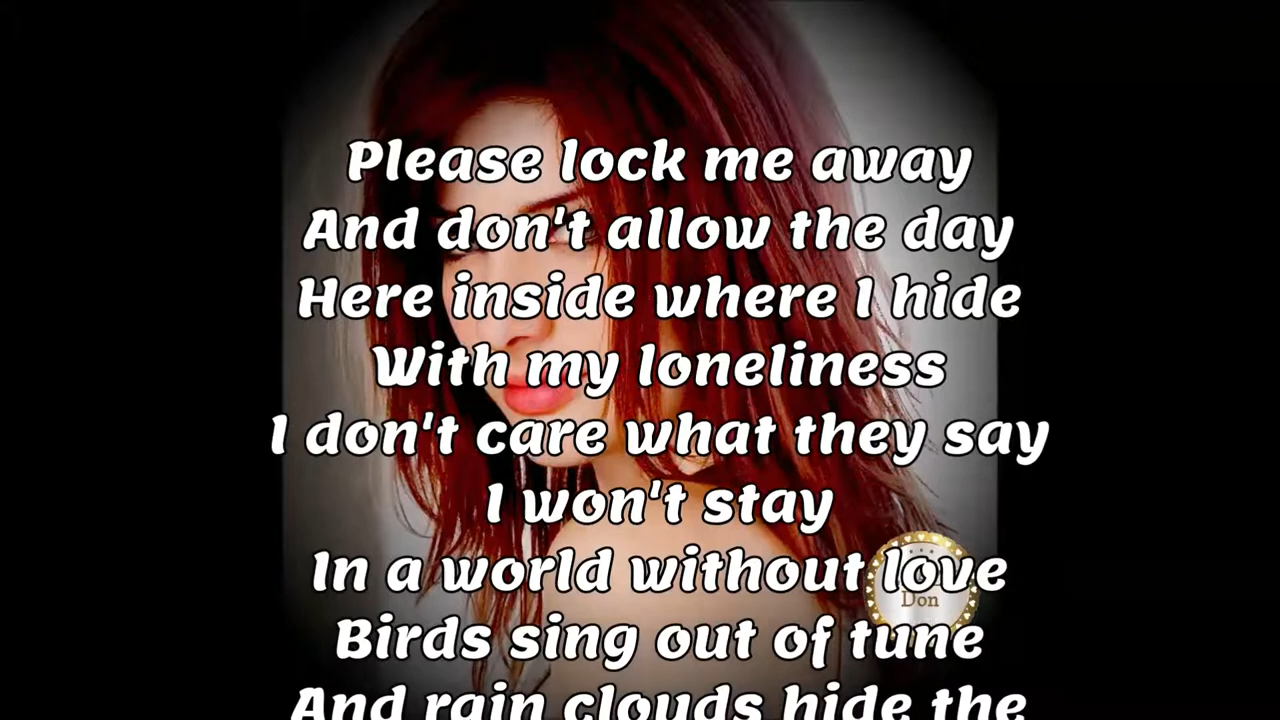 Please lock me away
And don't allow the day
Here inside where I hide
With my loneliness
I don't care what they say
I won't stay
In a world without love
Don
Birds sing out of tune
And rain clouds hide the